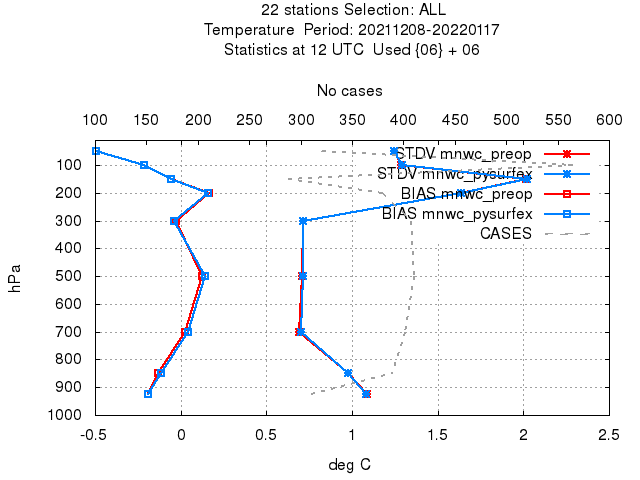 22 stations Selection: ALL
Temperature  Period: 20211208-20220117
Statistics at 12 UTC  Used {06} + 06
No cases
100 150 200 250 300 350 400 450 500 550 600
STDV mnwc_preop
STDV mnwc_pysurfex
BIAS mnwc_preop
BIAS mnwc_pysurfex
CASES
hPa
100
200
300
400
500
600
700
800
900
1000
-0.5 0 0.5 1 1.5 2 2.5
deg C